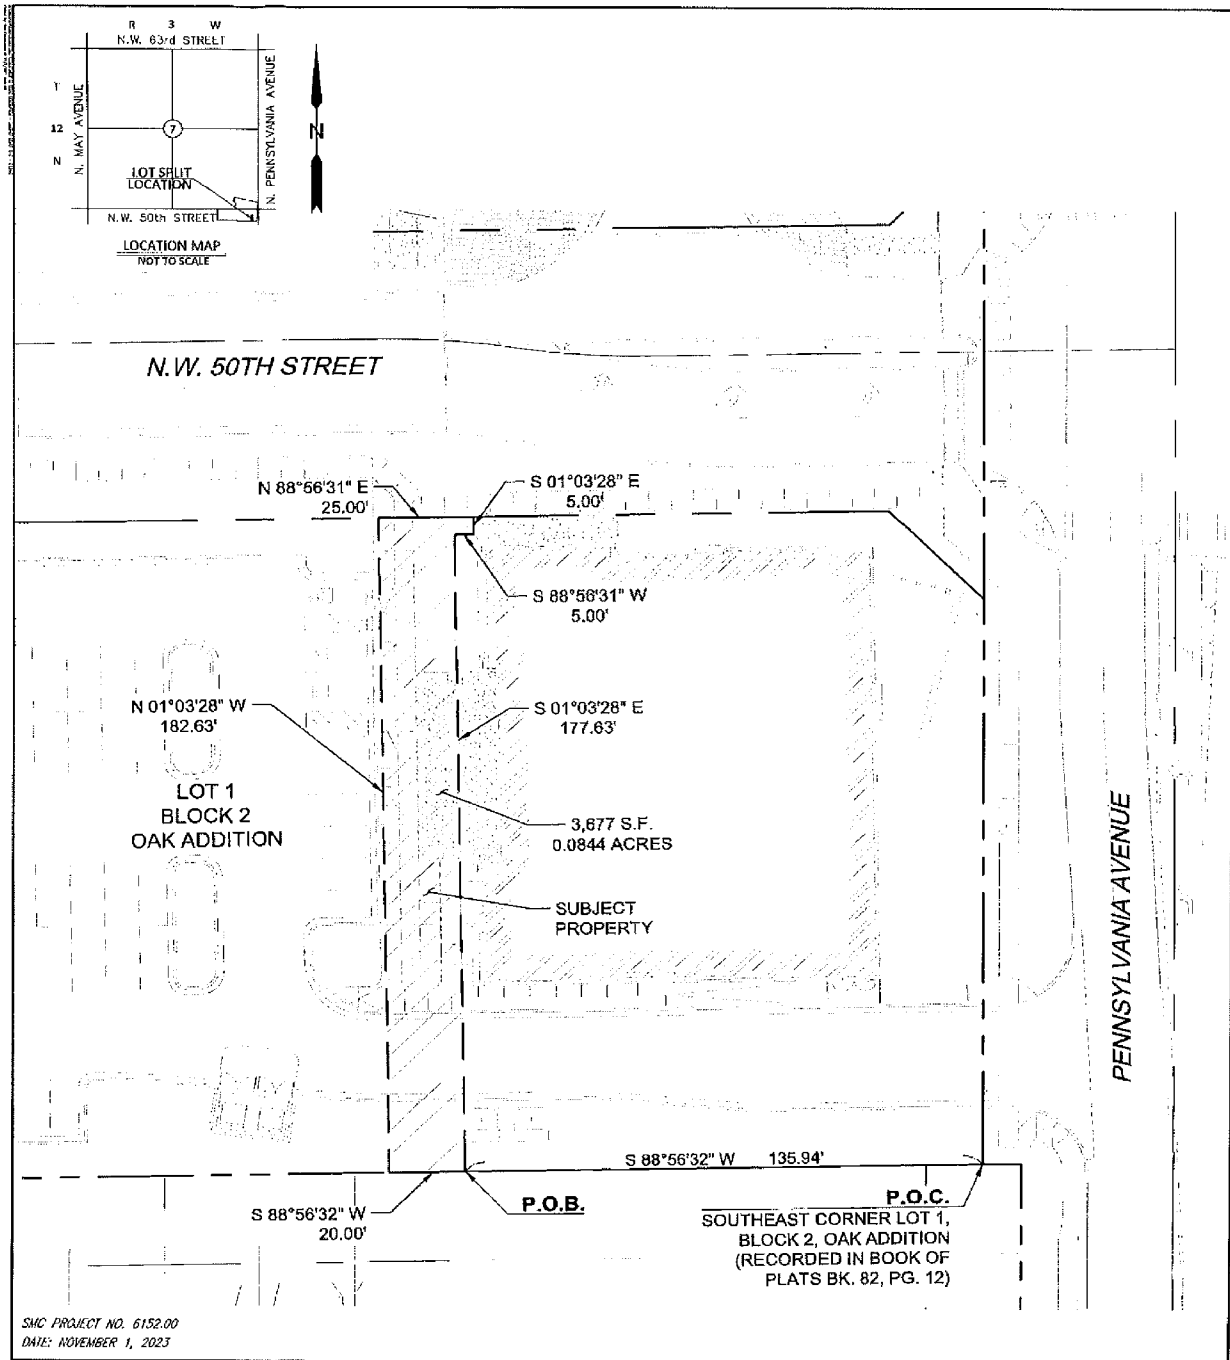 R 3 W
N.W. 63rd STREET
T
12
N
N. MAY AVENUE
7
N. PENNSYLVANIA AVENUE
LOT SPLIT
LOCATION
N.W. 50th STREET
LOCATION MAP
NOT TO SCALE
N
N.W. 50TH STREET
N 88°56'31" E
25.00'
S 01°03'28" E
5.00'
S 88°56'31" W
5.00'
N 01°03'28" W
182.63'
S 01°03'28" E
177.63'
LOT 1
BLOCK 2
OAK ADDITION
3,677 S.F.
0.0844 ACRES
SUBJECT
PROPERTY
PENNSYLVANIA AVENUE
S 88°56'32" W 135.94'
P.O.B.
S 88°56'32" W
20.00'
P.O.C.
SOUTHEAST CORNER LOT 1,
BLOCK 2, OAK ADDITION
(RECORDED IN BOOK OF
PLATS BK. 82, PG. 12)
SMC PROJECT NO. 6152.00
DATE: NOVEMBER 1, 2023